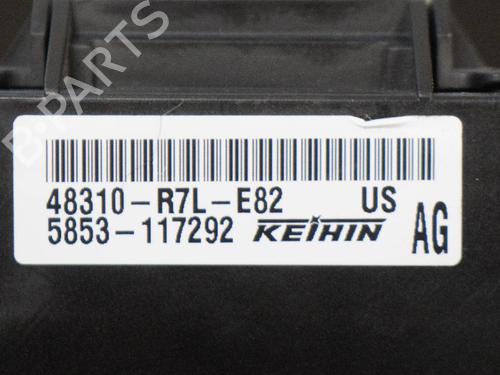 B-PARTS
48310-R7L-E82 US
5853-117292 KEIHIN AG